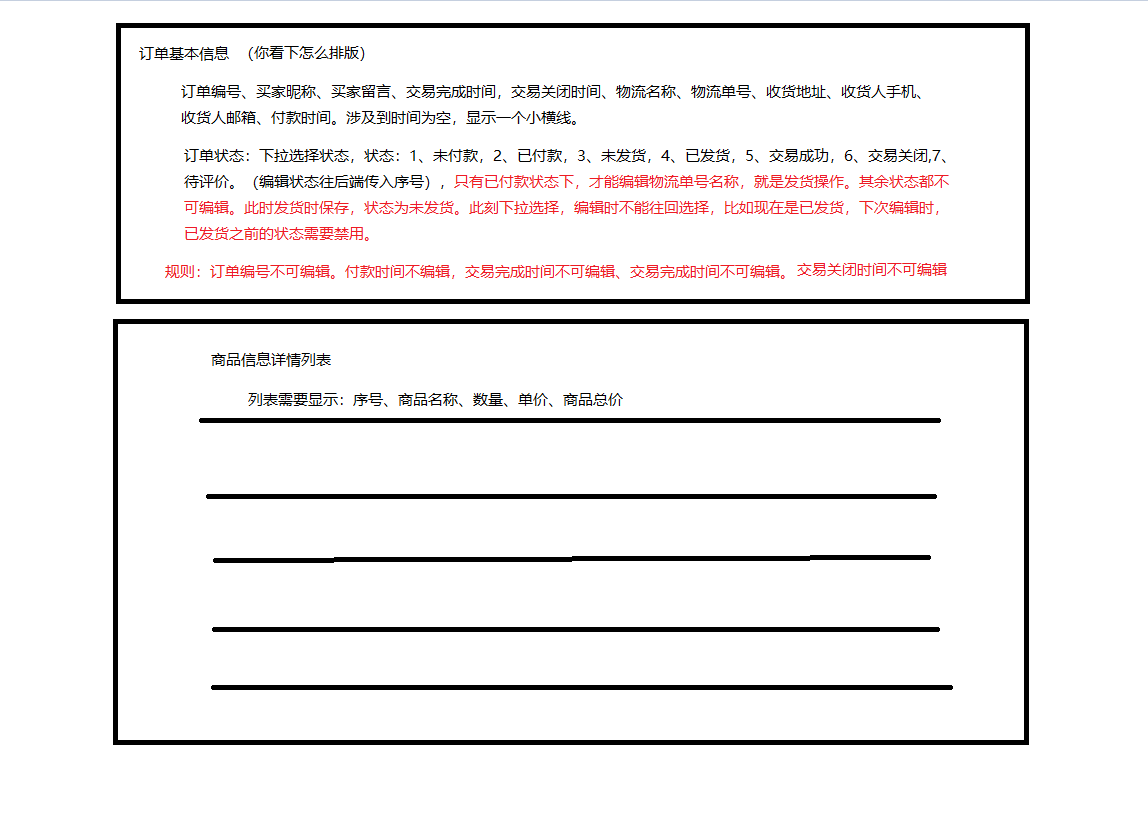 订单基本信息 （你看下怎么排版）
订单编号、买家昵称、买家留言、交易完成时间，交易关闭时间、物流名称、物流单号、收货地址、收货人手机、
收货人邮箱、付款时间。涉及到时间为空，显示一个小横线。
订单状态：下拉选择状态，状态：1、未付款，2、已付款，3、未发货，4、已发货，5、交易成功，6、交易关闭,7、
待评价。（编辑状态往后端传入序号），只有已付款状态下，才能编辑物流单号名称，就是发货操作。其余状态都不
可编辑。此时发货时保存，状态为未发货。此刻下拉选择，编辑时不能往回选择，比如现在是已发货，下次编辑时，
已发货之前的状态需要禁用。
规则：订单编号不可编辑。付款时间不编辑，交易完成时间不可编辑、交易完成时间不可编辑。 交易关闭时间不可编辑
商品信息详情列表
列表需要显示：序号、商品名称、数量、单价、商品总价